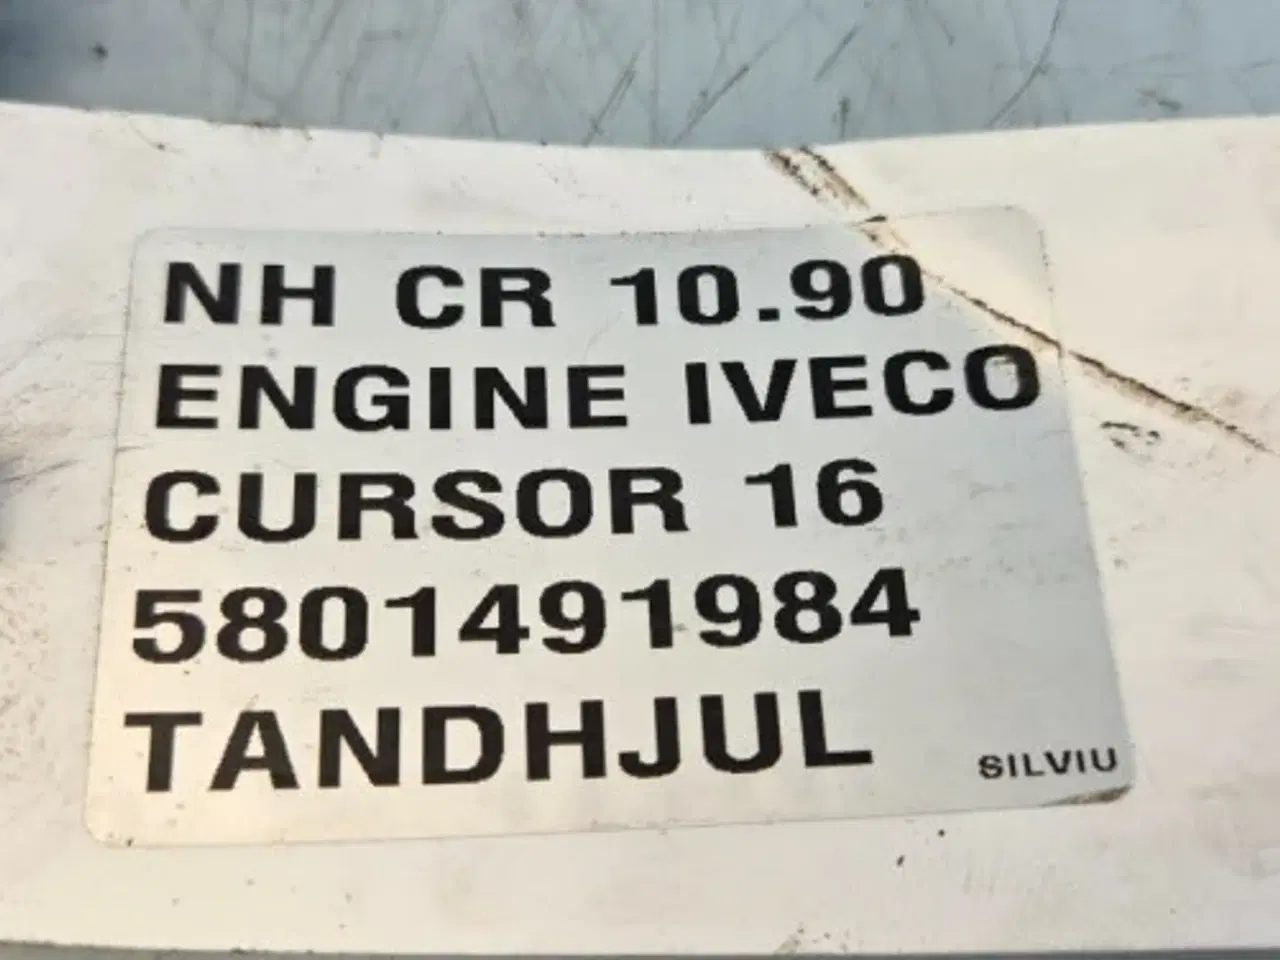 NH CR 10.90
ENGINE IVECO
CURSOR 16
5801491984
TANDHJUL
SILVIU